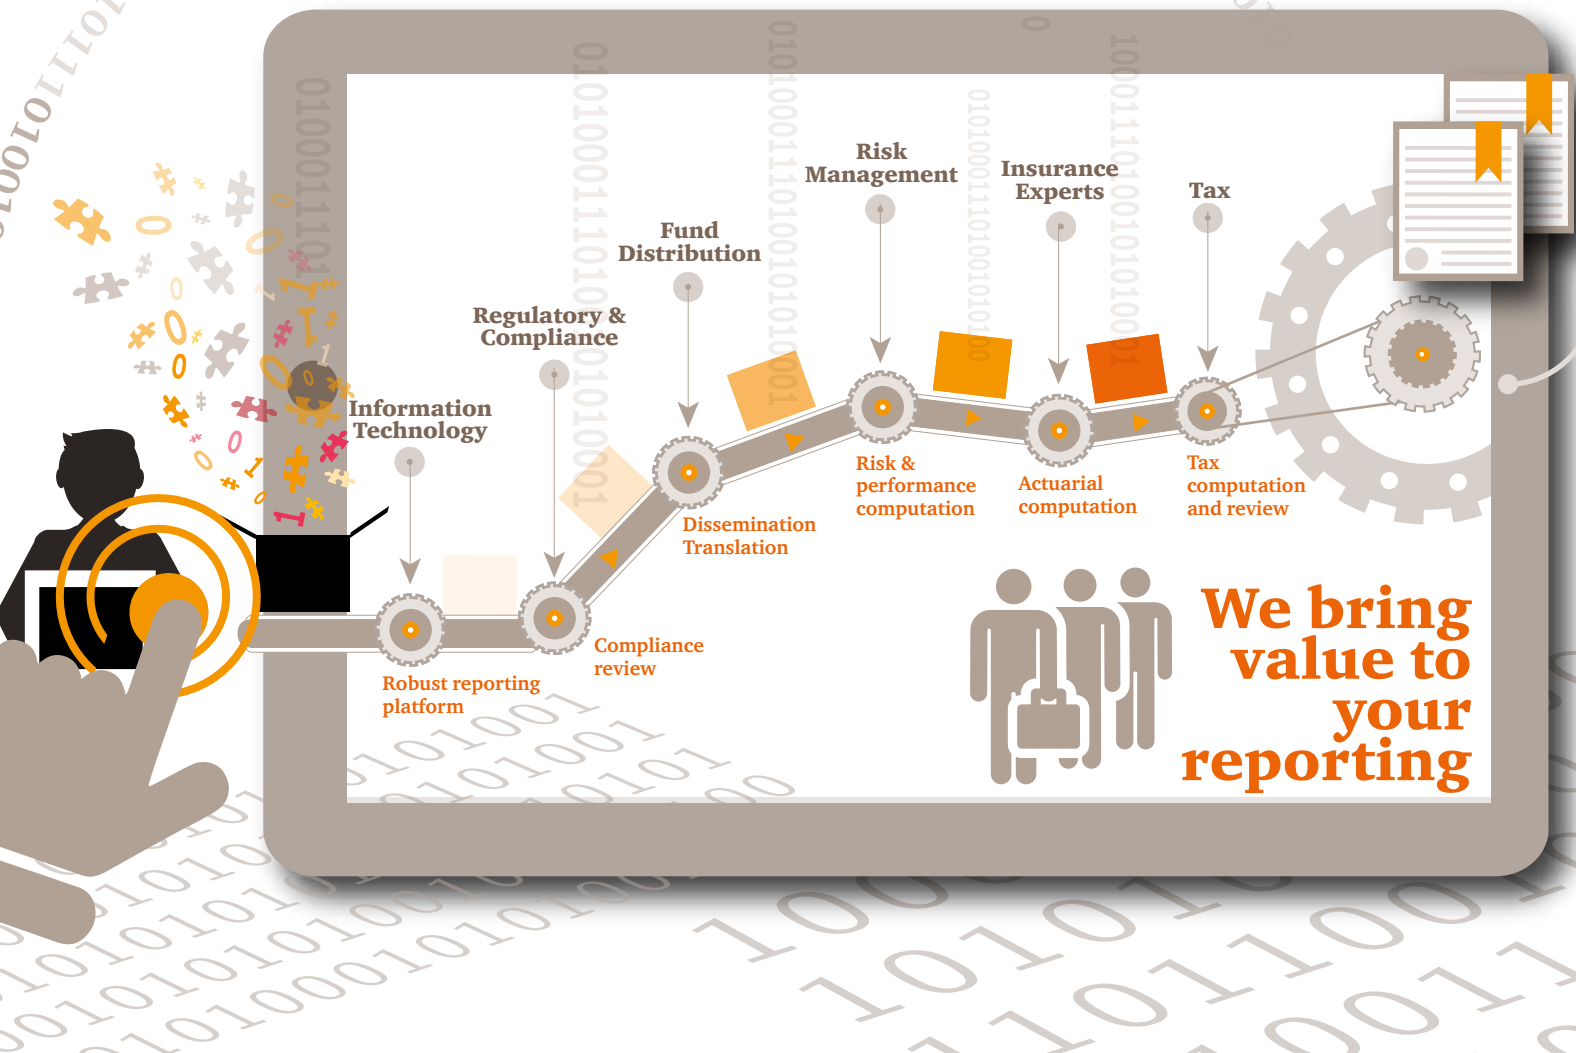 Risk
Management
Insurance
Experts
Tax
Fund
Distribution
Regulatory &
Compliance
Information
Technology
Risk &
performance
computation
Actuarial
computation
Tax
computation
and review
Dissemination
Translation
Compliance
review
Robust reporting
platform
We bring
value to
your
reporting